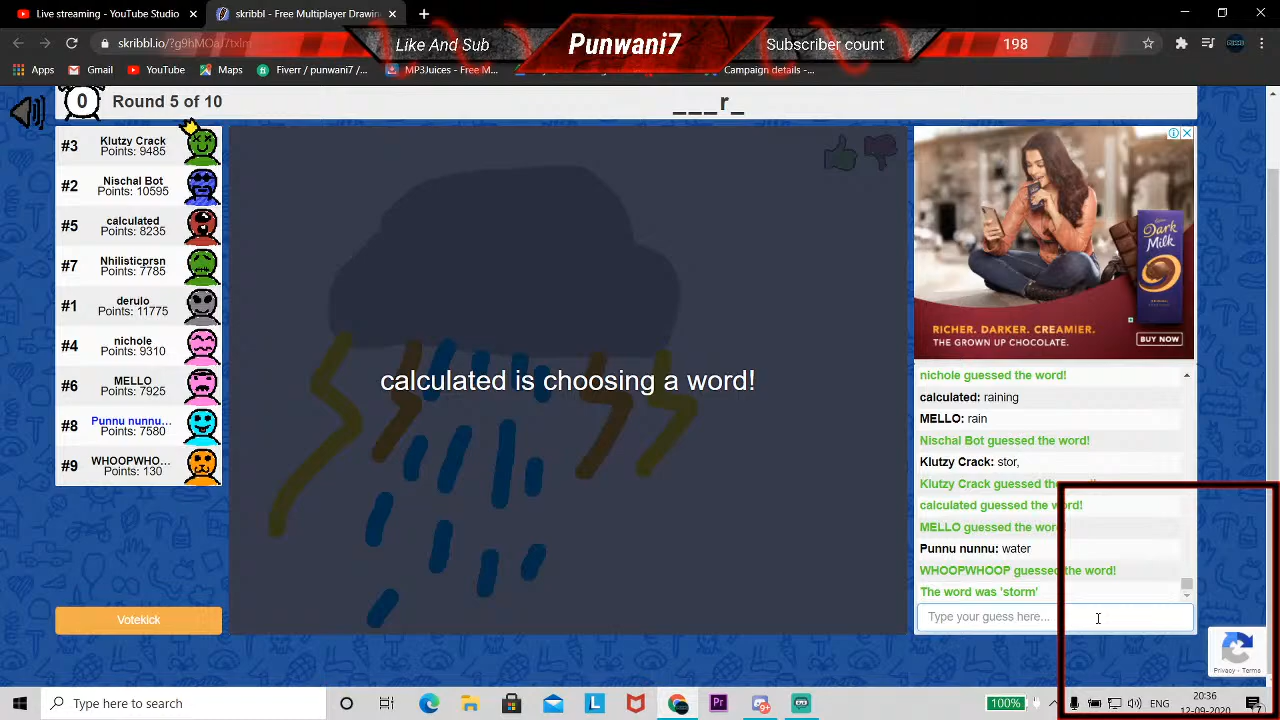 Live streaming - YouTube Studio
skribbl - Free Multiplayer Drawin
skribbl.io/?g9hMOaJ7txlm
Like And Sub
Punwani7
Subscriber count
198
Apps
Gmail
YouTube
Maps
Fiverr / punwani7 /...
MP3Juices - Free M...
Campaign details -...
0
Round 5 of 10
___r_
#3
Klutzy Crack
Points: 9485
#2
Nischal Bot
Points: 10595
#5
calculated
Points: 8235
#7
Nhilisticprsn
Points: 7785
#1
derulo
Points: 11775
#4
nichole
Points: 9310
#6
MELLO
Points: 7925
#8
Punnu nunnu...
Points: 7580
#9
WHOOPWHO...
Points: 130
Votekick
calculated is choosing a word!
Dark
Milk
RICHER. DARKER. CREAMIER.
THE GROWN UP CHOCOLATE.
BUY NOW
nichole guessed the word!
calculated: raining
MELLO: rain
Nischal Bot guessed the word!
Klutzy Crack: stor,
Klutzy Crack guessed the word!
calculated guessed the word!
MELLO guessed the word!
Punnu nunnu: water
WHOOPWHOOP guessed the word!
The word was 'storm'
Type your guess here...
Privacy - Terms
Type here to search
100%
ENG
20:36
12-09-2020